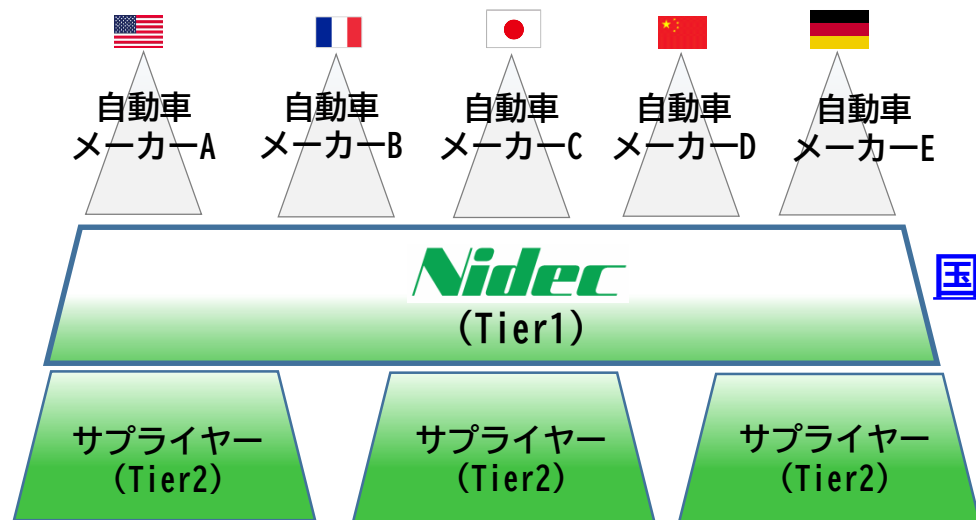 自動車
メーカーA
自動車
メーカーB
自動車
メーカーC
自動車
メーカーD
自動車
メーカーE
Nidec
(Tier1)
国
サプライヤー
(Tier2)
サプライヤー
(Tier2)
サプライヤー
(Tier2)